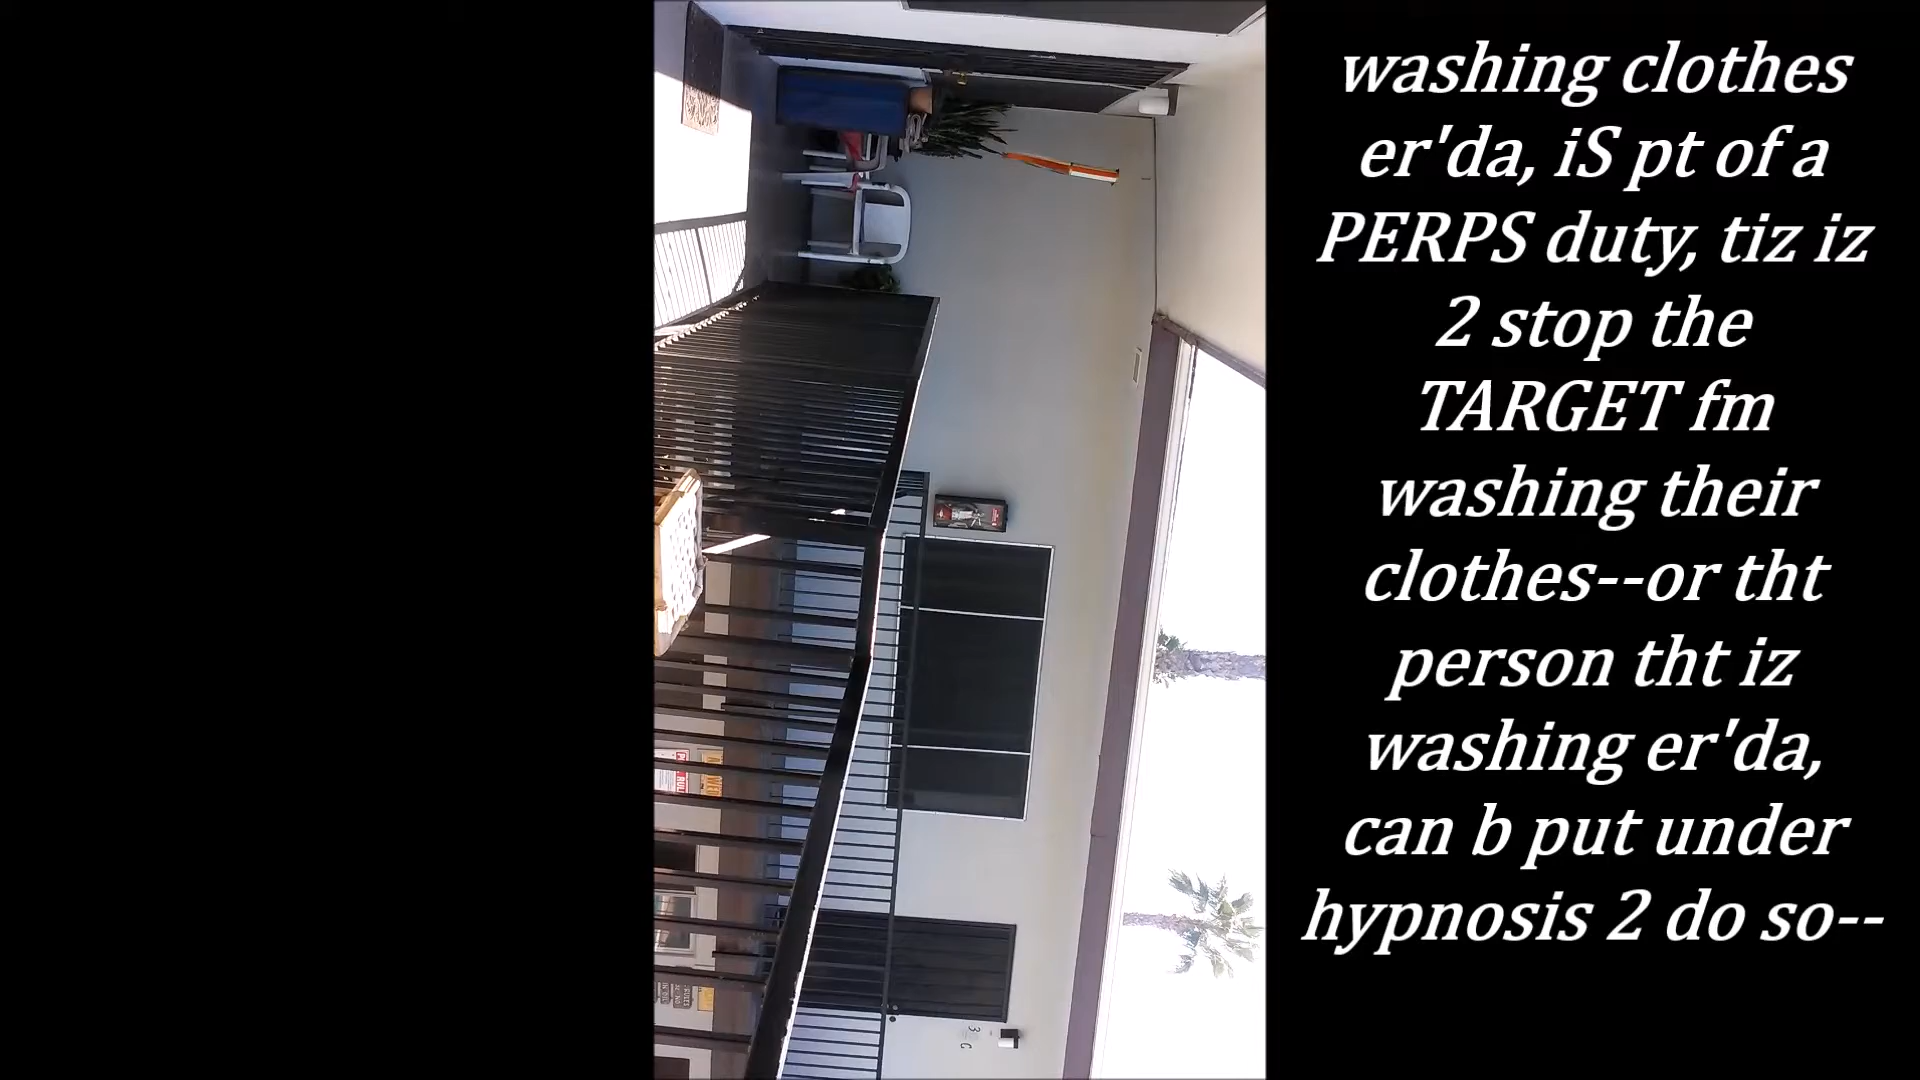 washing clothes
er'da, iS pt of a
PERPS duty, tiz iz
2 stop the
TARGET fm
washing their
clothes--or tht
person tht iz
washing er'da,
can b put under
hypnosis 2 do so--